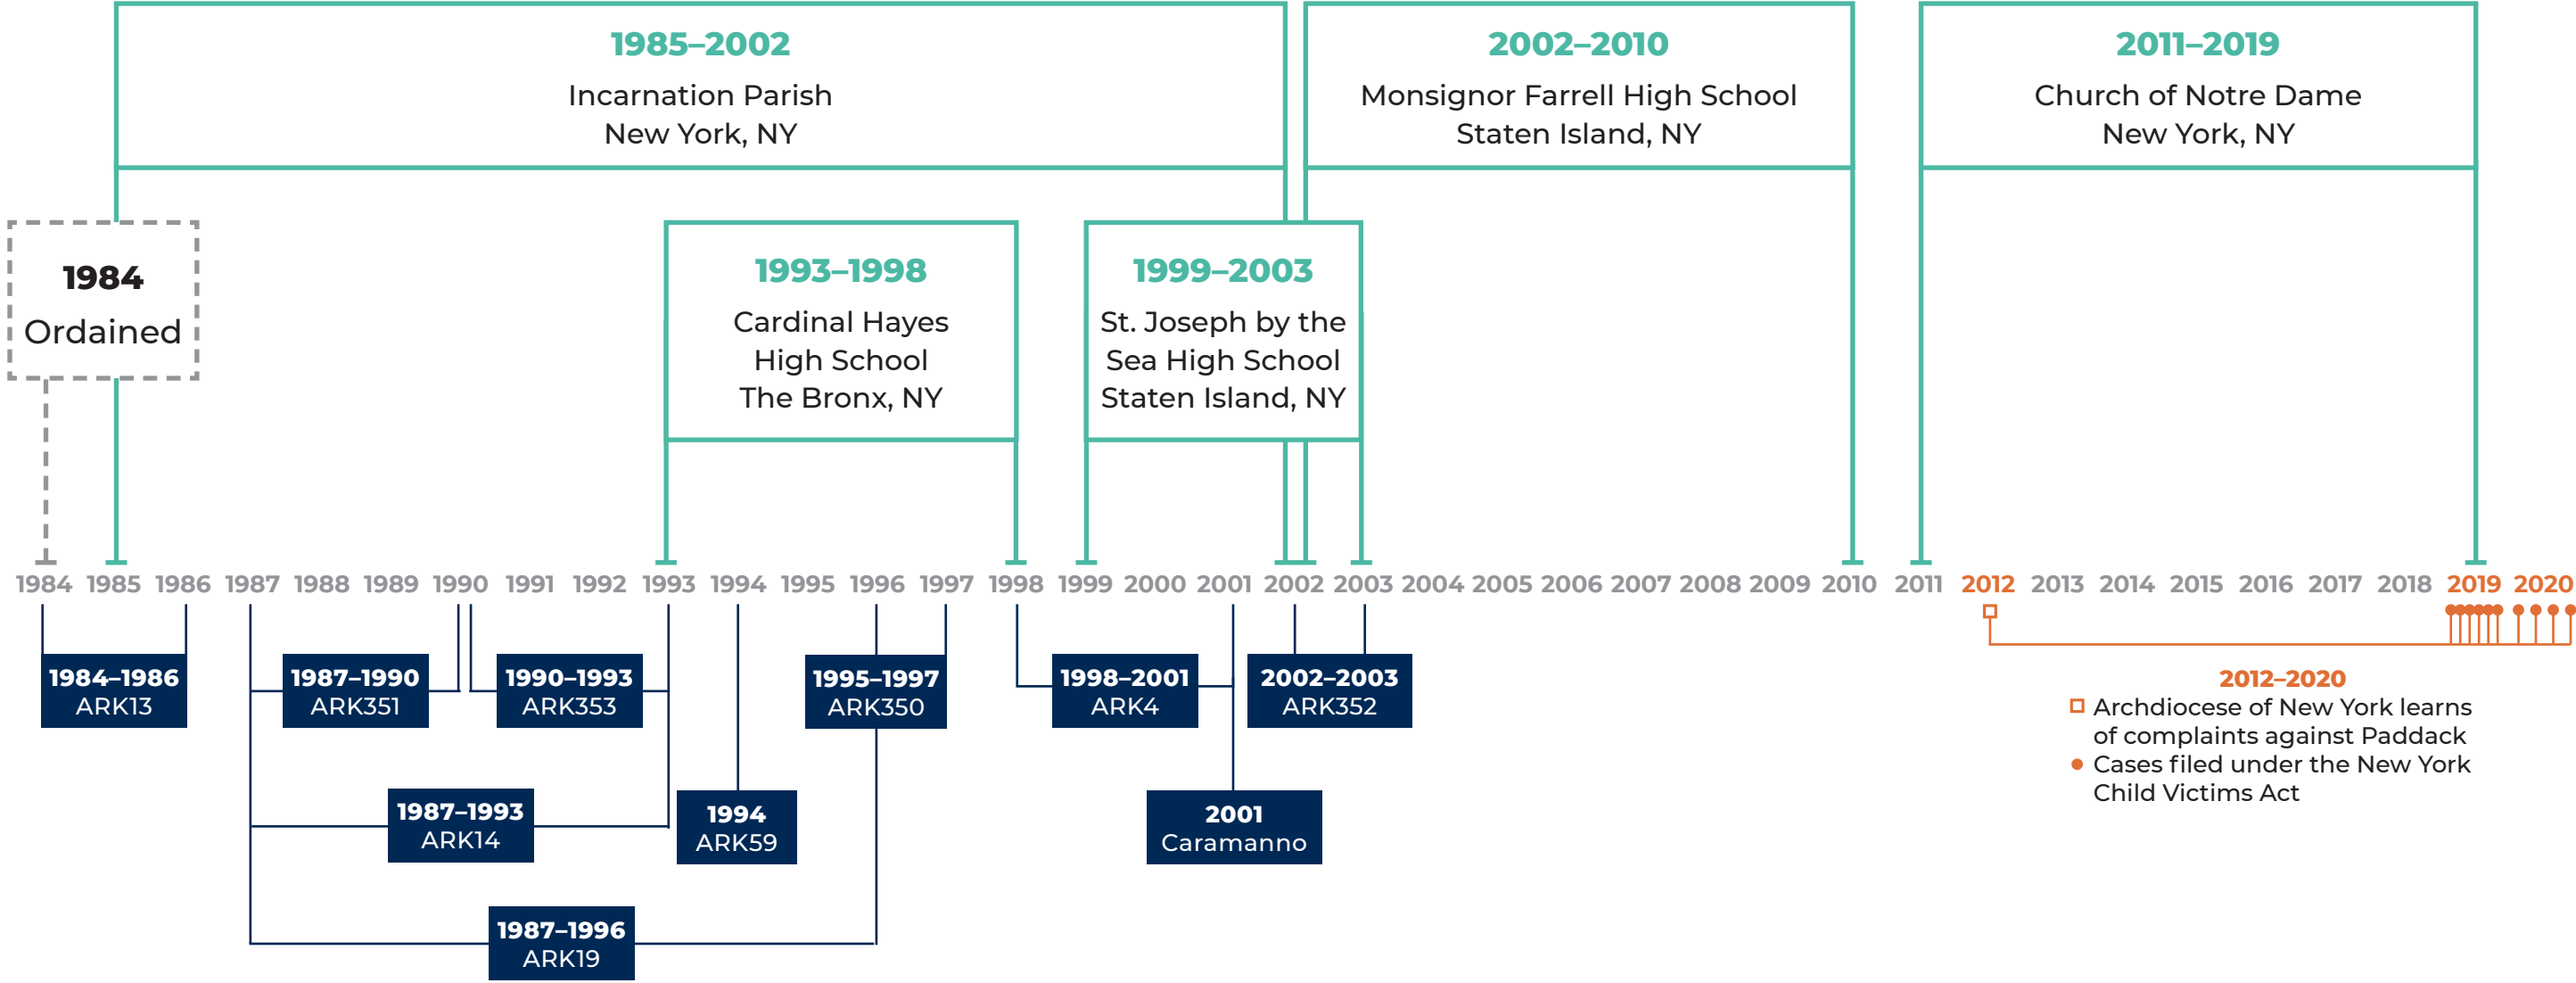 1985–2002
Incarnation Parish
New York, NY
2002–2010
Monsignor Farrell High School
Staten Island, NY
2011–2019
Church of Notre Dame
New York, NY
1984
Ordained
1993–1998
Cardinal Hayes
High School
The Bronx, NY
1999–2003
St. Joseph by the
Sea High School
Staten Island, NY
1984 1985 1986 1987 1988 1989 1990 1991 1992 1993 1994 1995 1996 1997 1998 1999 2000 2001 2002 2003 2004 2005 2006 2007 2008 2009 2010 2011 2012 2013 2014 2015 2016 2017 2018 2019 2020
1984–1986
ARK13
1987–1990
ARK351
1990–1993
ARK353
1995–1997
ARK350
1998–2001
ARK4
2002–2003
ARK352
1987–1993
ARK14
1994
ARK59
2001
Caramanno
1987–1996
ARK19
2012–2020
Archdiocese of New York learns
of complaints against Paddack
Cases filed under the New York
Child Victims Act